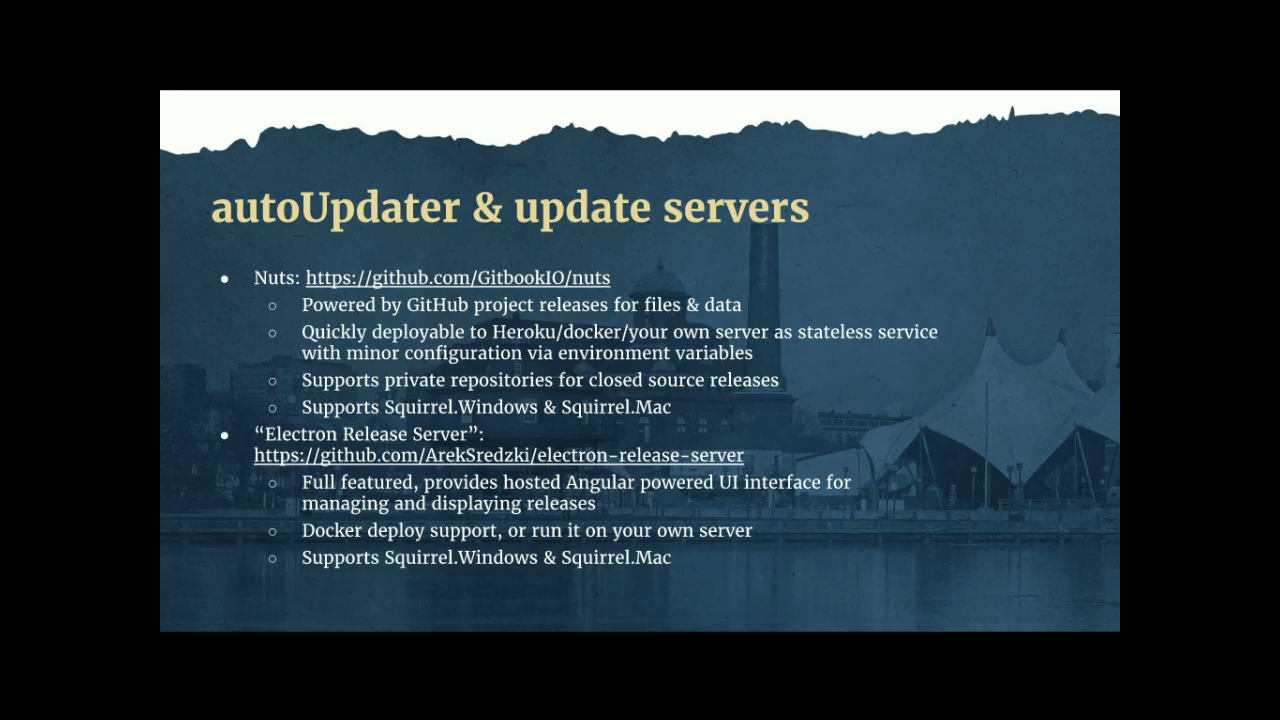 autoUpdater & update servers
● Nuts: https://github.com/GitbookIO/nuts
○ Powered by GitHub project releases for files & data
○ Quickly deployable to Heroku/docker/your own server as stateless service
with minor configuration via environment variables
○ Supports private repositories for closed source releases
○ Supports Squirrel.Windows & Squirrel.Mac
● “Electron Release Server”:
https://github.com/ArekSredzki/electron-release-server
○ Full featured, provides hosted Angular powered UI interface for
managing and displaying releases
○ Docker deploy support, or run it on your own server
○ Supports Squirrel.Windows & Squirrel.Mac